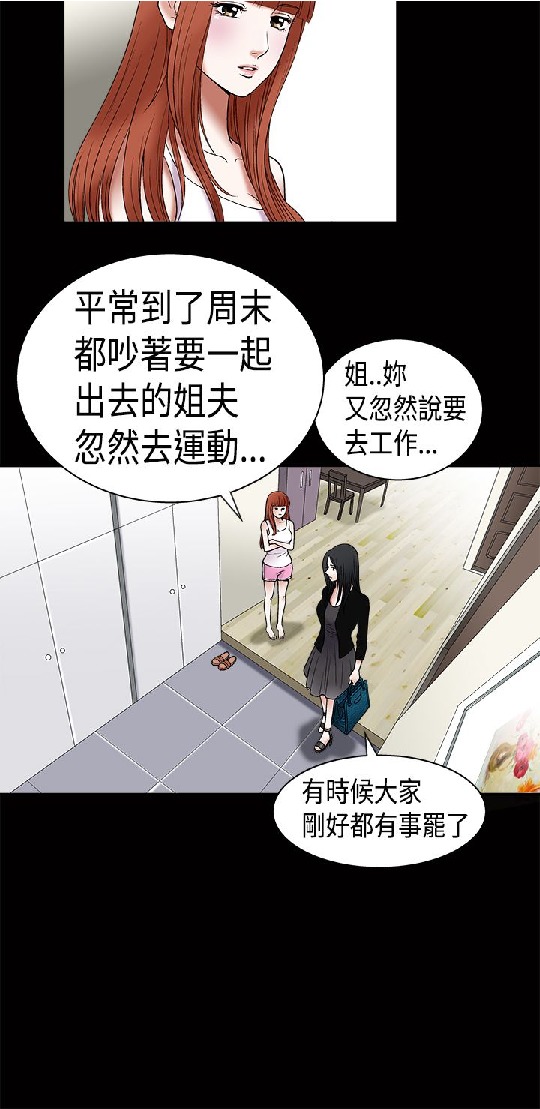 平常到了周末
都吵著要一起
出去的姐夫
忽然去運動...
姐..妳
又忽然說要
去工作...
有時候大家
剛好都有事罷了